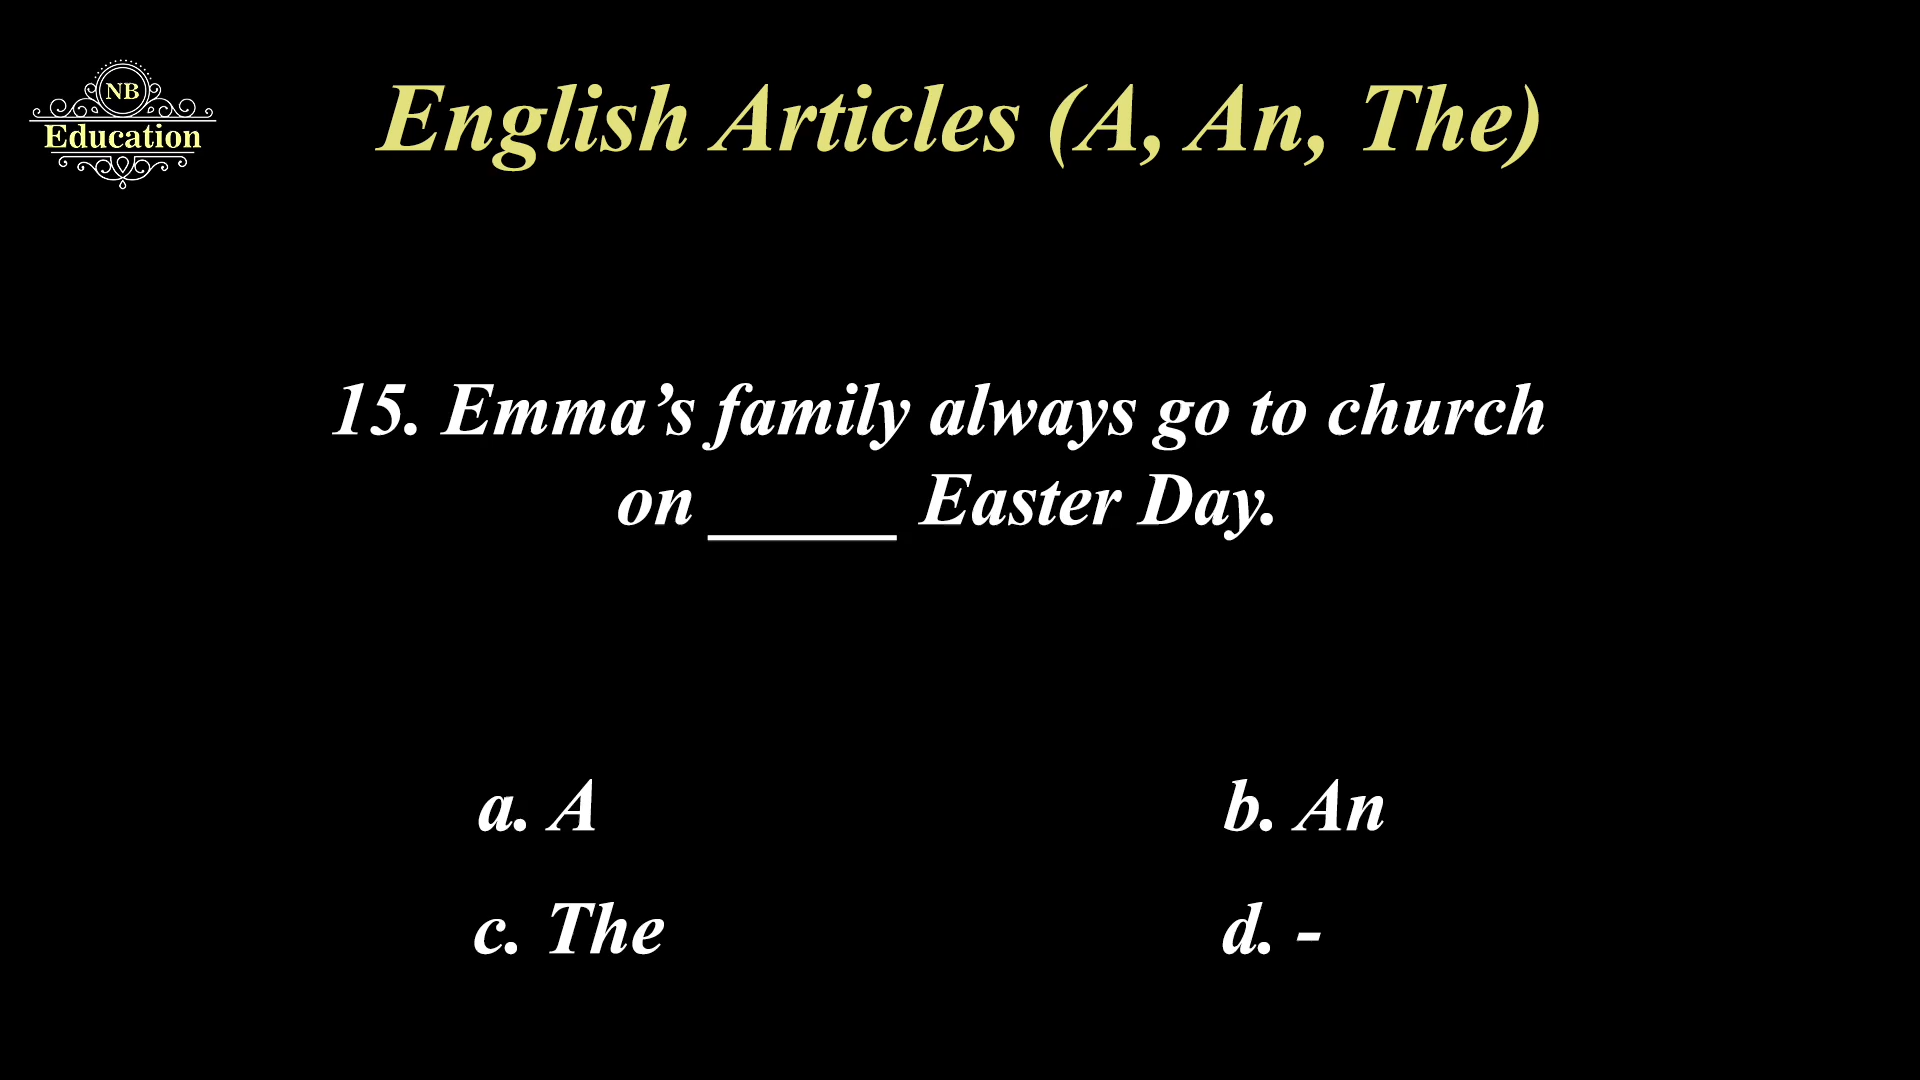 NB
Education
English Articles (A, An, The)
15. Emma’s family always go to church
on _____ Easter Day.
a. A
b. An
c. The
d. -